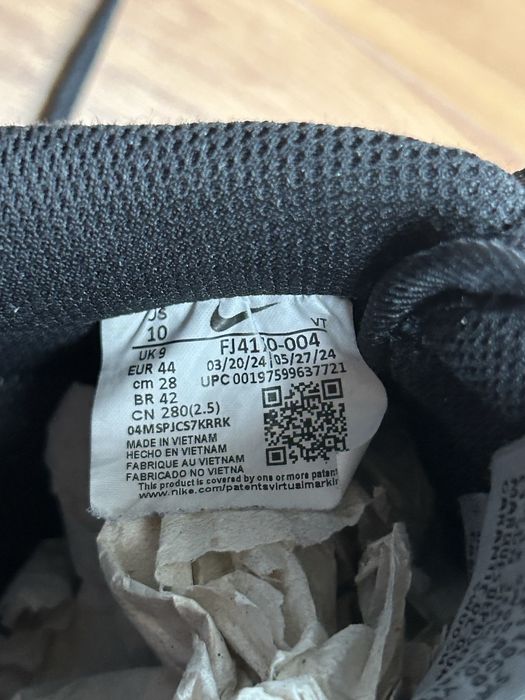 US
10
UK 9
EUR 44
cm 28
BR 42
CN 280(2.5)
04MSPJCS7KRRK
VT
03/20/24 05/27/24
UPC 00197599637721
MADE IN VIETNAM
HECHO EN VIETNAM
FABRIQUE AU VIETNAM
FABRICADO NO VIETNA
This product is covered by one or more patent
www.nike.com/patentsvirtualmarkin